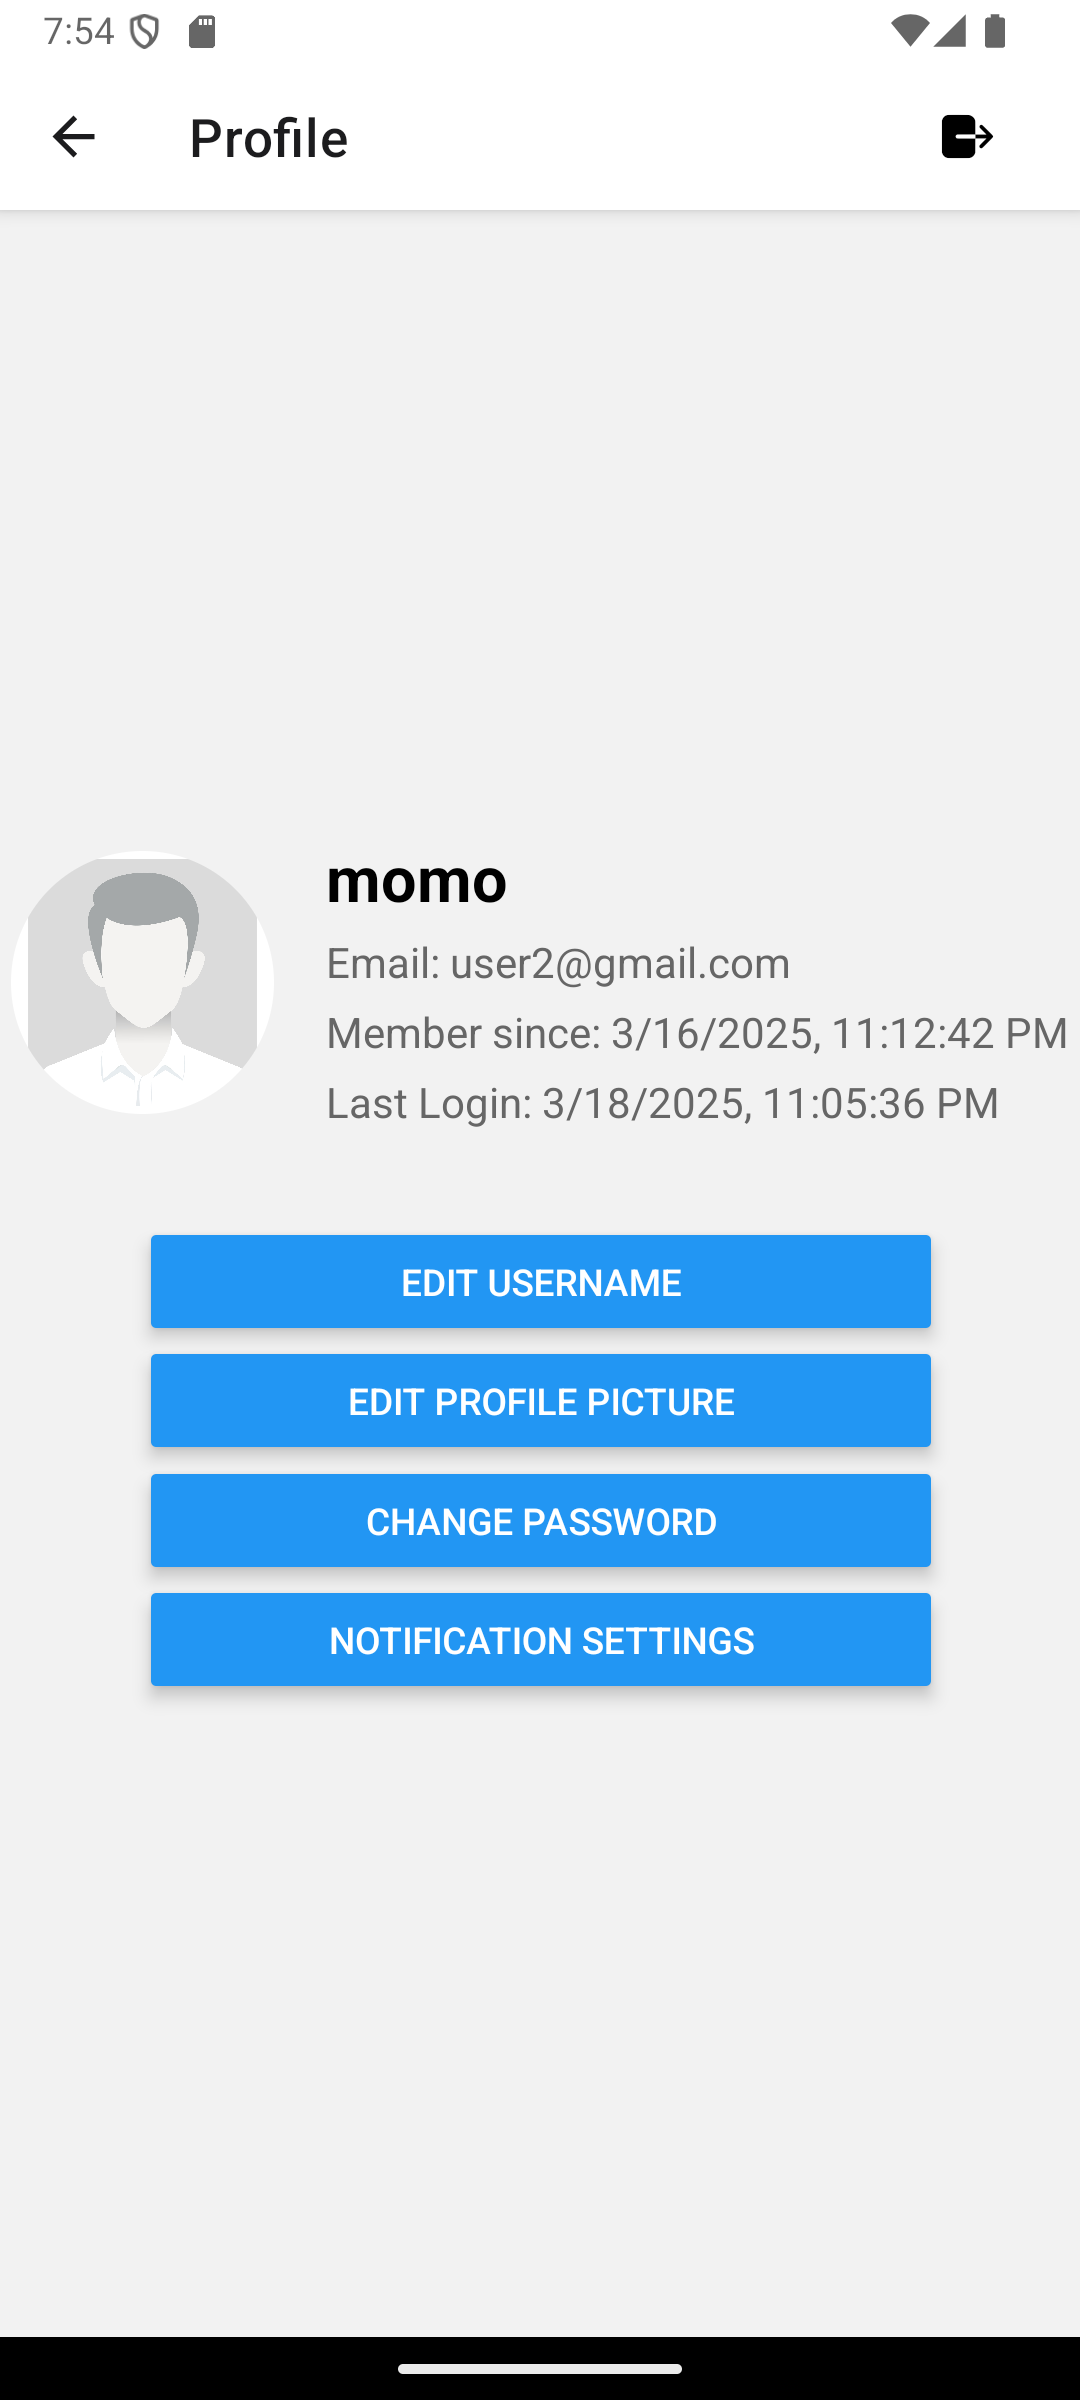 7:54
Profile
momo
Email: user2@gmail.com
Member since: 3/16/2025, 11:12:42 PM
Last Login: 3/18/2025, 11:05:36 PM
EDIT USERNAME
EDIT PROFILE PICTURE
CHANGE PASSWORD
NOTIFICATION SETTINGS